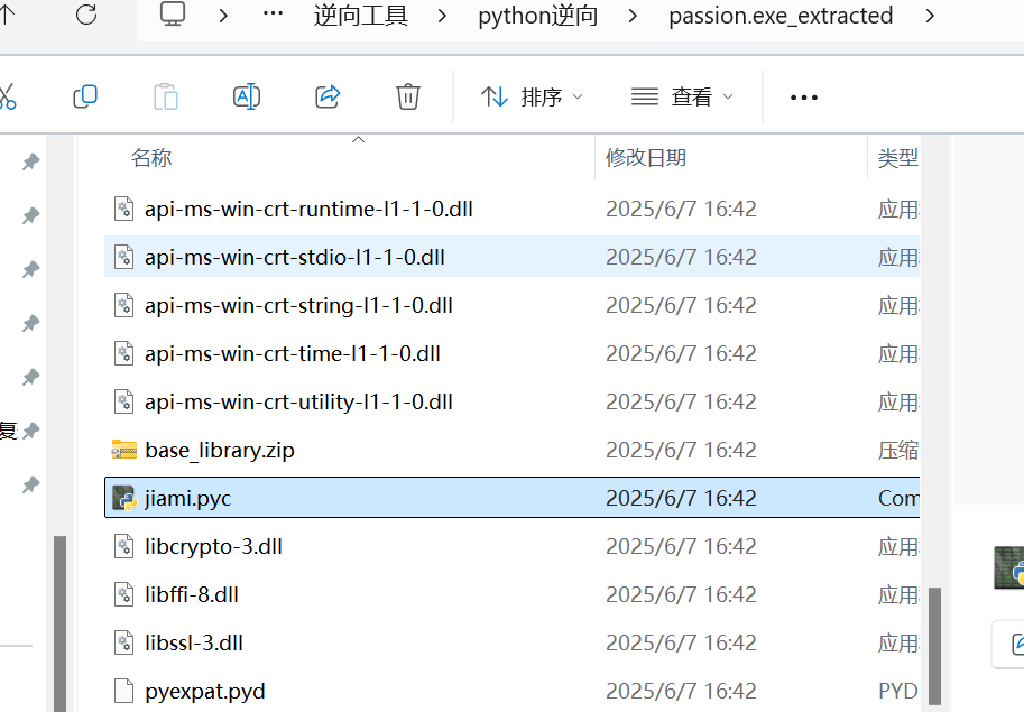 … 逆向工具 > python逆向 > passion.exe_extracted >
排序 查看
名称 修改日期 类型
api-ms-win-crt-runtime-l1-1-0.dll 2025/6/7 16:42 应用
api-ms-win-crt-stdio-l1-1-0.dll 2025/6/7 16:42 应用
api-ms-win-crt-string-l1-1-0.dll 2025/6/7 16:42 应用
api-ms-win-crt-time-l1-1-0.dll 2025/6/7 16:42 应用
api-ms-win-crt-utility-l1-1-0.dll 2025/6/7 16:42 应用
复
base_library.zip 2025/6/7 16:42 压缩
jiami.pyc 2025/6/7 16:42 Com
libcrypto-3.dll 2025/6/7 16:42 应用
libffi-8.dll 2025/6/7 16:42 应用
libssl-3.dll 2025/6/7 16:42 应用
pyexpat.pyd 2025/6/7 16:42 PYD